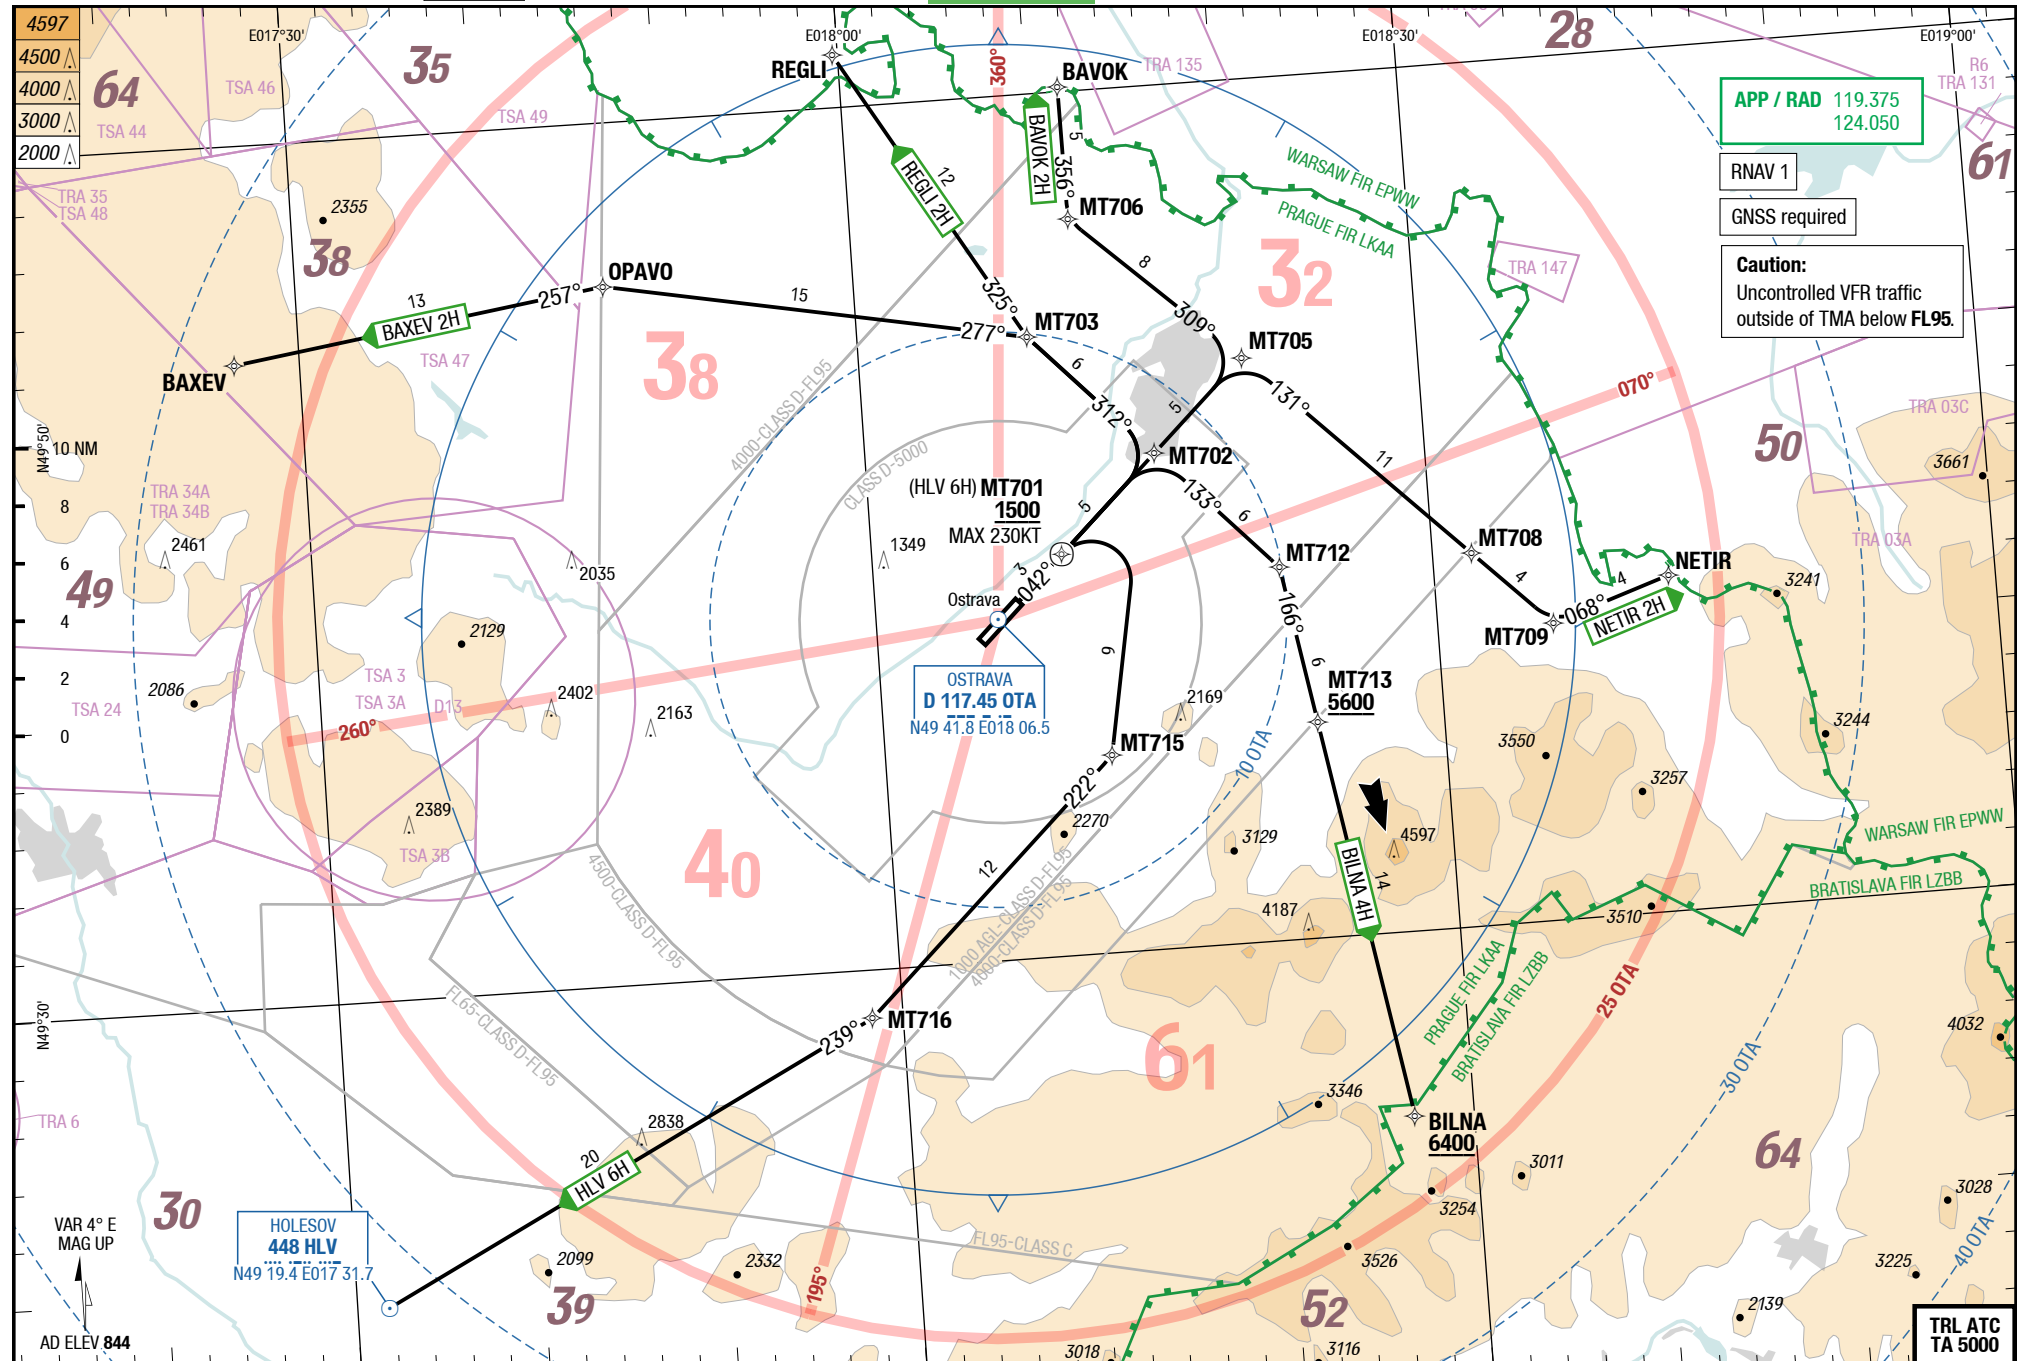 4597
4500
4000
3000
2000
E017°30'
E018°00'
E018°30'
E019°00'
64
35
28
TSA 46
TSA 44
TSA 49
REGLI
360°
BAVOK
TRA 135
R6
TRA 131
61
APP / RAD 119.375
124.050
RNAV 1
GNSS required
Caution:
Uncontrolled VFR traffic
outside of TMA below FL95.
TRA 35
TSA 48
2355
38
12
REGLI 2H
325°
BAVOK 2H
5
356°
MT706
WARSAW FIR EPWW
PRAGUE FIR LKAA
32
TRA 147
8
309°
OPAVO
257°
13
BAXEV 2H
BAXEV
TSA 47
15
277°
MT703
6
312°
MT705
131°
38
4000-CLASS D-FL95
CLASS D-5000
5
MT702
11
070°
TRA 03C
50
3661
N49°50'
10 NM
8
6
4
2
0
TRA 34A
TRA 34B
2461
49
2035
1349
(HLV 6H) MT701
1500
MAX 230KT
5
133°
6
MT712
MT708
4
NETIR
4
068°
NETIR 2H
MT709
TRA 03A
3241
3
042°
Ostrava
OSTRAVA
D 117.45 OTA
N49 41.8 E018 06.5
9
166°
6
MT713
5600
2129
2086
TSA 24
TSA 3
TSA 3A
D13
260°
2402
2163
2169
MT715
222°
10 OTA
3550
3257
3244
2389
TSA 3B
2270
3129
4597
BILNA 4H
14
4187
3510
WARSAW FIR EPWW
BRATISLAVA FIR LZBB
40
4500-CLASS D-FL95
12
1000 AGL-CLASS D-FL95
4000-CLASS D-FL95
FL65-CLASS D-FL95
N49°30'
239°
MT716
61
PRAGUE FIR LKAA
BRATISLAVA FIR LZBB
25 OTA
30 OTA
4032
TRA 6
2838
3346
BILNA
6400
3011
3254
64
3028
30
20
HLV 6H
HOLESOV
448 HLV
N49 19.4 E017 31.7
VAR 4° E
MAG UP
AD ELEV 844
2099
2332
195°
39
FL95-CLASS C
3526
52
3018
3116
3225
2139
40 OTA
TRL ATC
TA 5000